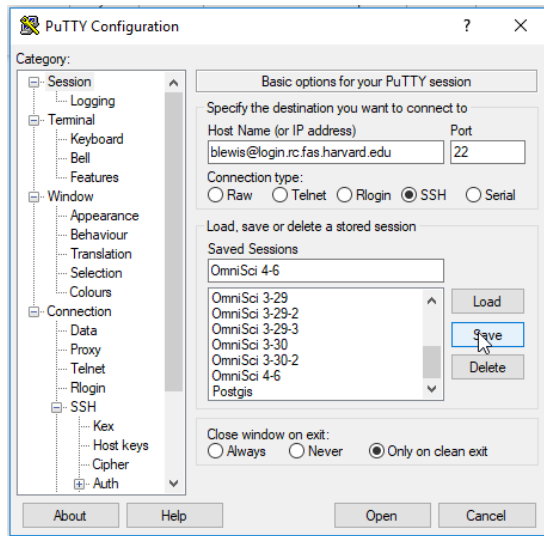 PuTTY Configuration
?
X
Category:
Session
Logging
Terminal
Keyboard
Bell
Features
Window
Appearance
Behaviour
Translation
Selection
Colours
Connection
Data
Proxy
Telnet
Rlogin
SSH
Kex
Host keys
Cipher
Auth
Basic options for your PuTTY session
Specify the destination you want to connect to
Host Name (or IP address) Port
blewis@login.rc.fas.harvard.edu 22
Connection type:
Raw Telnet Rlogin SSH Serial
Load, save or delete a stored session
Saved Sessions
OmniSci 4-6
OmniSci 3-29
OmniSci 3-29-2
OmniSci 3-29-3
OmniSci 3-30
OmniSci 3-30-2
OmniSci 4-6
Postgis
Load
Save
Delete
Close window on exit:
Always Never Only on clean exit
About Help Open Cancel